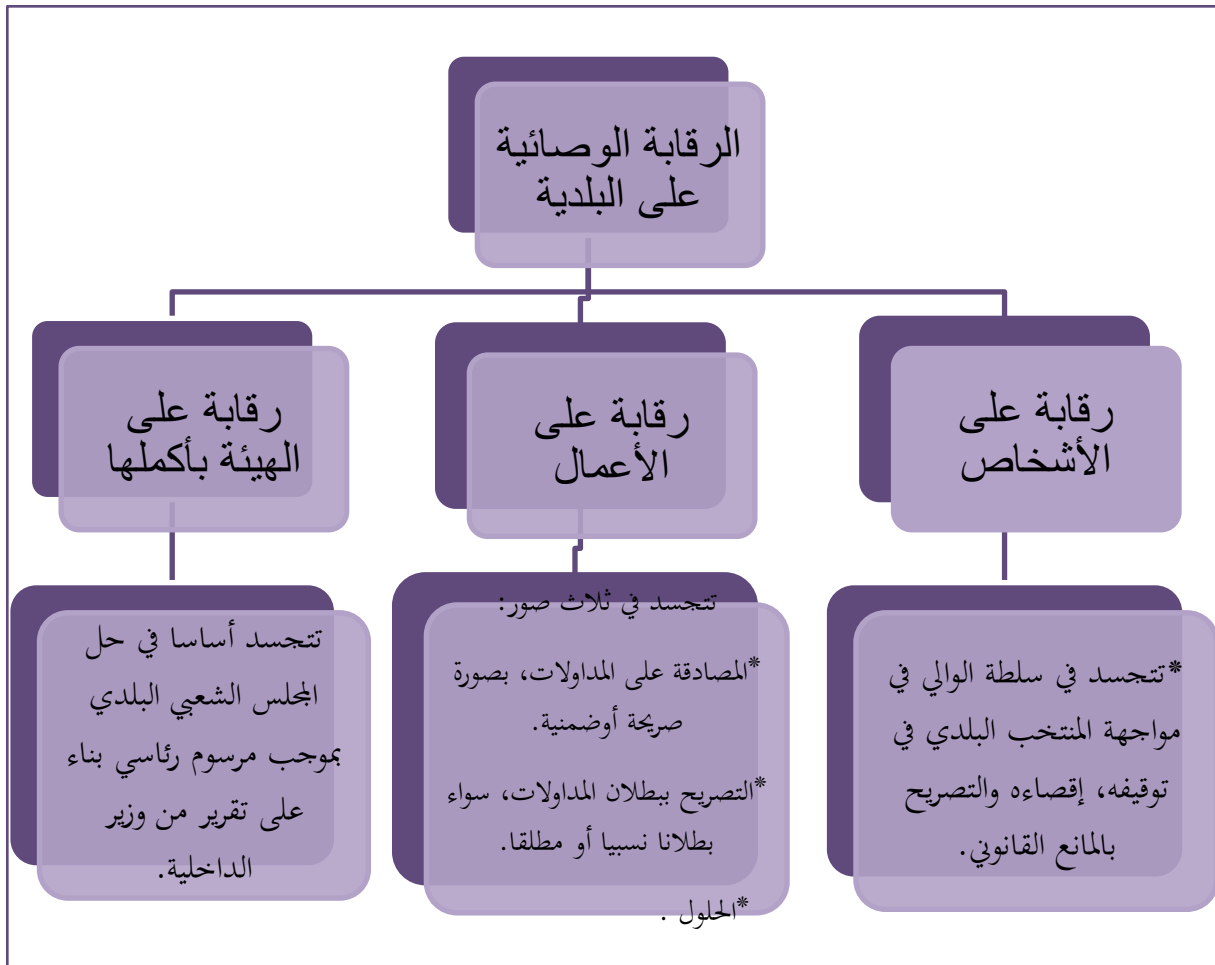 الرقابة الوصائية
على البلدية
رقابة على
الأشخاص
رقابة على
الأعمال
رقابة على
الهيئة بأكملها
*تتجسد في سلطة الوالي في
مواجهة المنتخب البلدي في
توقيفه، إقصاءه والتصريح
بالمانع القانوني.
تتجسد في ثلاث صور:
*المصادقة على المداولات، بصورة
صريحة أوضمنية.
*التصريح ببطلان المداولات، سواء
بطلانا نسبيا أو مطلقا.
*الحلول .
تتجسد أساسا في حل
المجلس الشعبي البلدي
بموجب مرسوم رئاسي بناء
على تقرير من وزير
الداخلية.